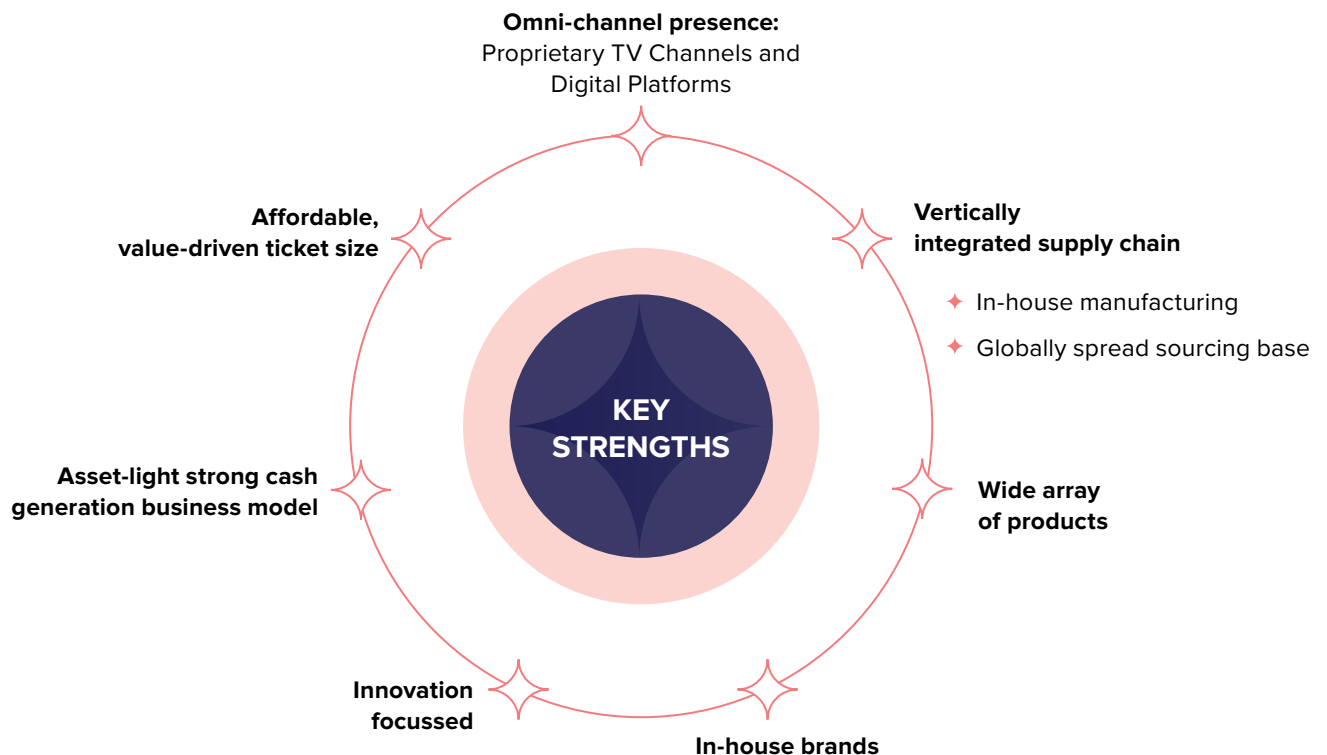 Omni-channel presence:
Proprietary TV Channels and
Digital Platforms
Vertically
integrated supply chain
In-house manufacturing
Globally spread sourcing base
Wide array
of products
In-house brands
Innovation
focussed
Asset-light strong cash
generation business model
Affordable,
value-driven ticket size
KEY
STRENGTHS